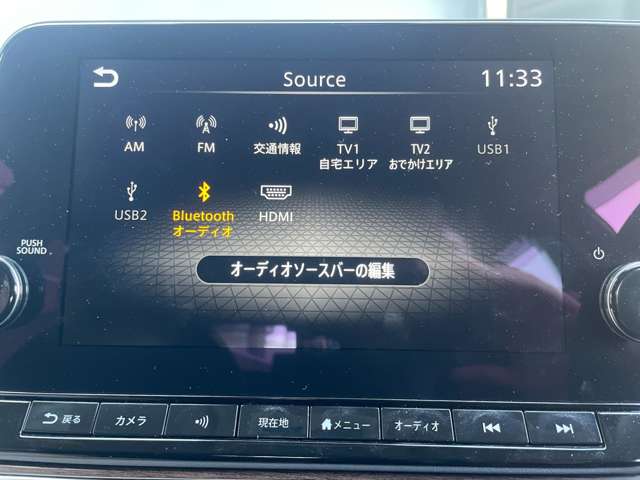 Source
11:33
AM
FM
交通情報
TV1
自宅エリア
TV2
おでかけエリア
USB1
USB2
Bluetooth
オーディオ
HDMI
オーディオソースバーの編集
PUSH
SOUND
戻る
カメラ
現在地
メニュー
オーディオ